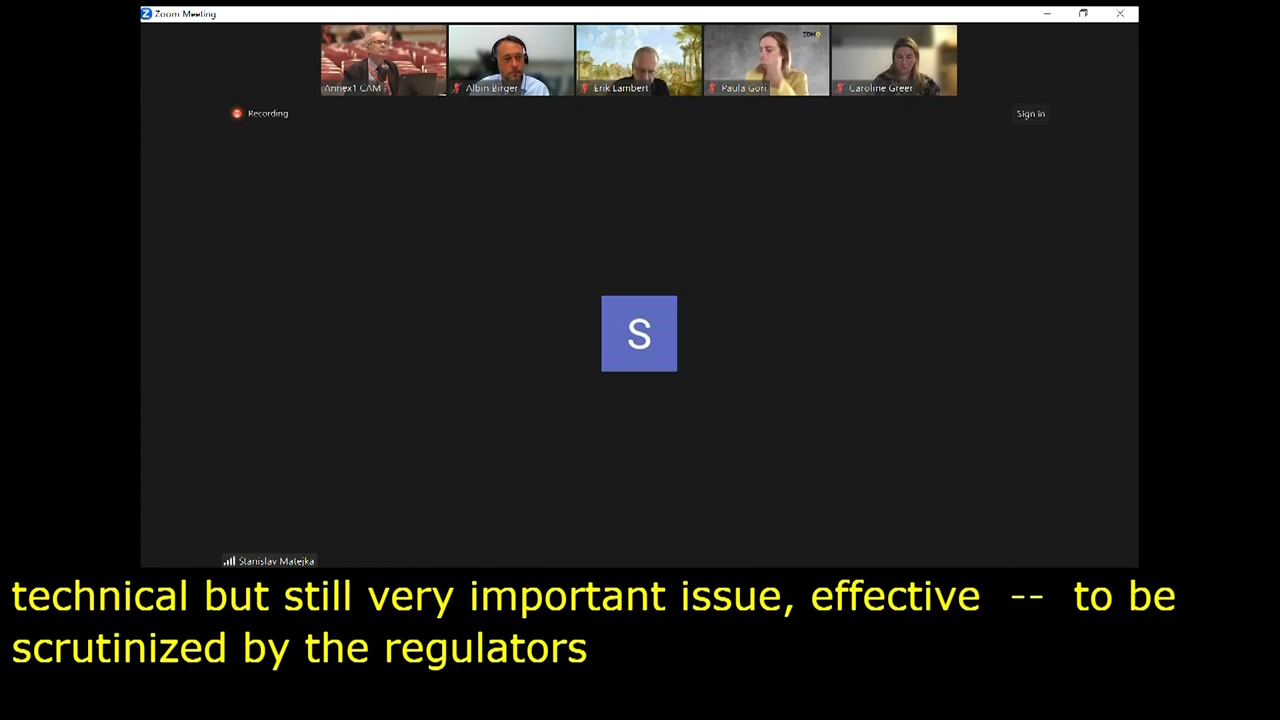 Zoom Meeting
Annex1 CAM
Albin Birger
Erik Lambert
Paula Gori
Caroline Greer
Recording
Sign in
S
Stanislav Matejka
technical but still very important issue, effective -- to be
scrutinized by the regulators